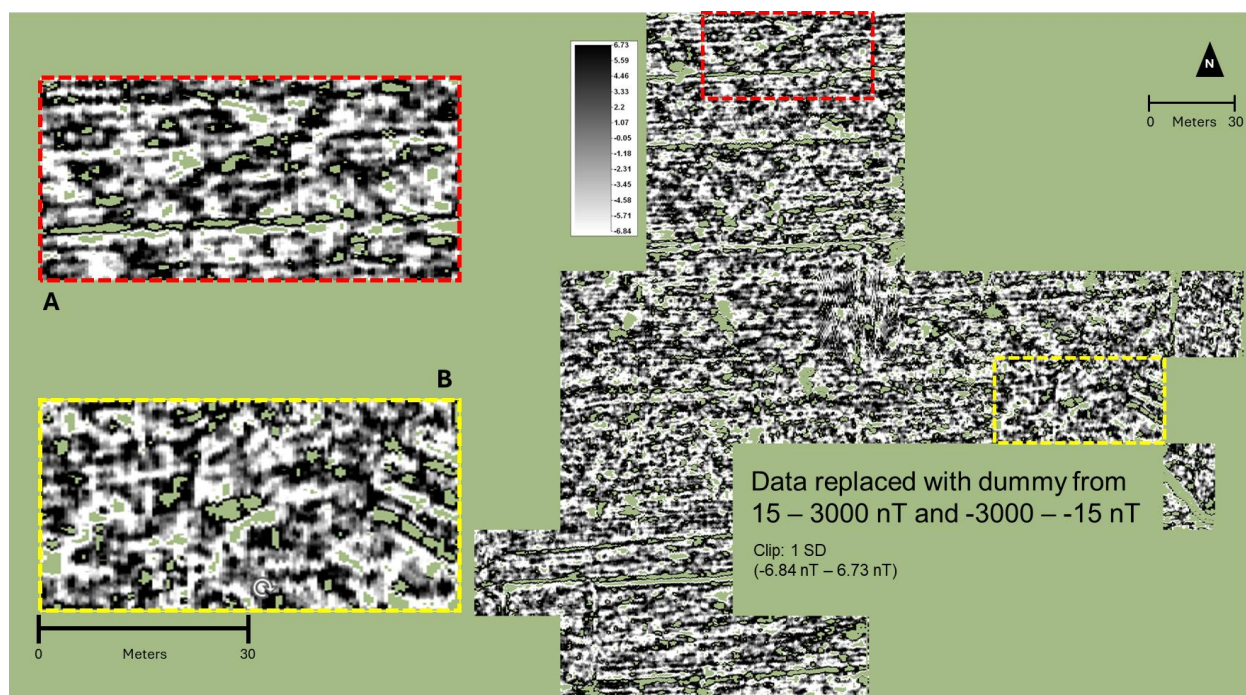 6.73
5.59
4.46
3.33
2.2
1.07
-0.05
-1.18
-2.31
-3.45
-4.58
-5.71
-6.84
N
0 Meters 30
A
B
0 Meters 30
Data replaced with dummy from
15 – 3000 nT and -3000 – -15 nT
Clip: 1 SD
(-6.84 nT – 6.73 nT)